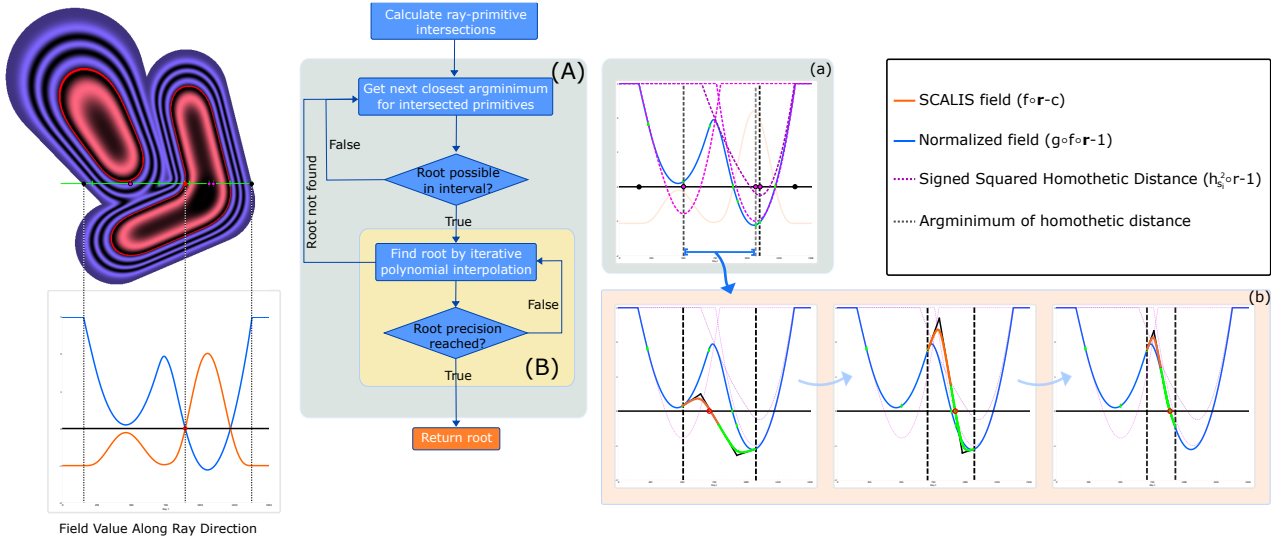 Calculate ray-primitive
intersections
(A)
Get next closest argminimum
for intersected primitives
False
Root possible
in interval?
Root not found
True
Find root by iterative
polynomial interpolation
False
Root precision
reached?
(B)
True
Return root
Field Value Along Ray Direction
(a)
SCALIS field (f∘r-c)
Normalized field (g∘f∘r-1)
Signed Squared Homothetic Distance (h²sᵢ∘r-1)
Argminimum of homothetic distance
(b)